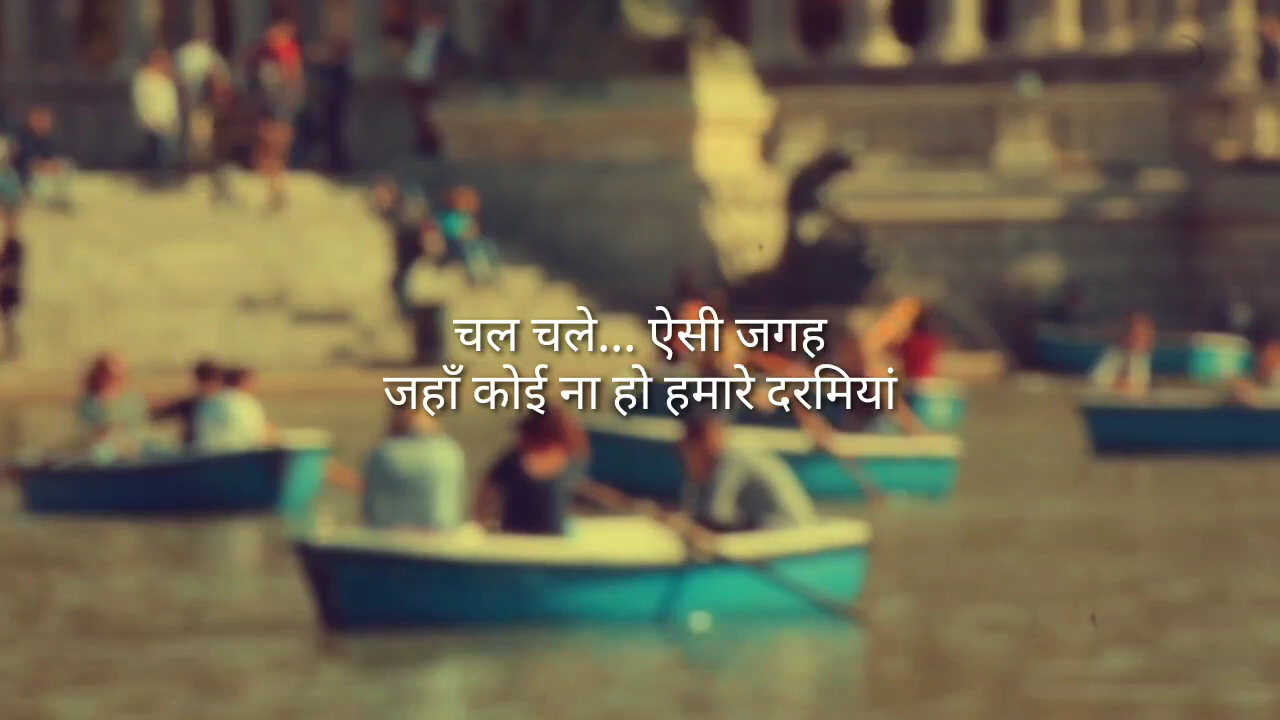 चल चले... ऐसी जगह
जहाँ कोई ना हो हमारे दरमियां